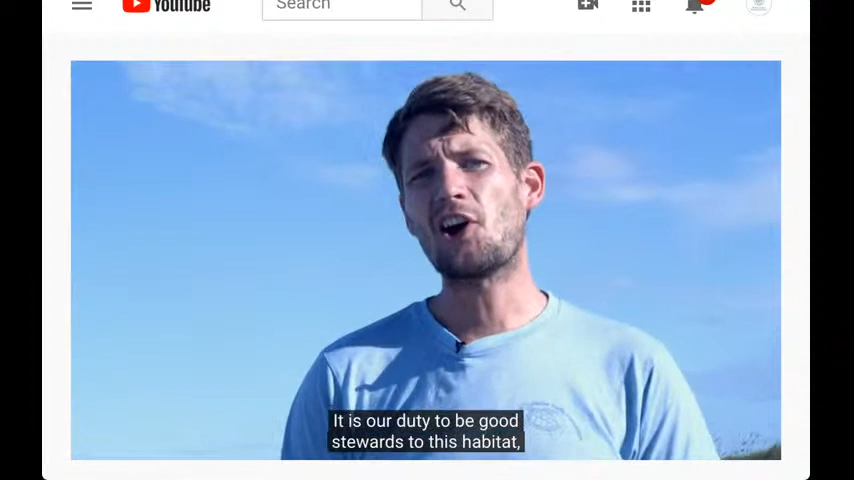 YouTube
Search
It is our duty to be good
stewards to this habitat,